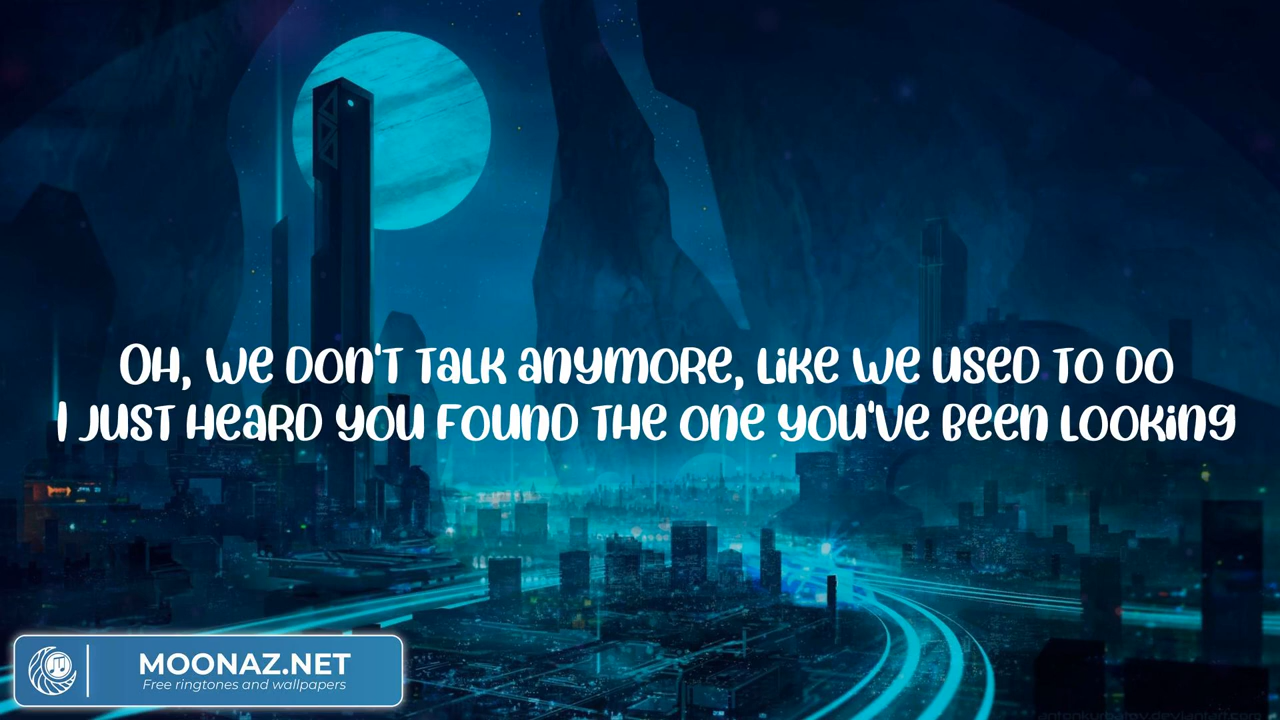 Oh, we don't talk anymore, like we used to do
I just heard you found the one you've been looking
MOONAZ.NET
Free ringtones and wallpapers